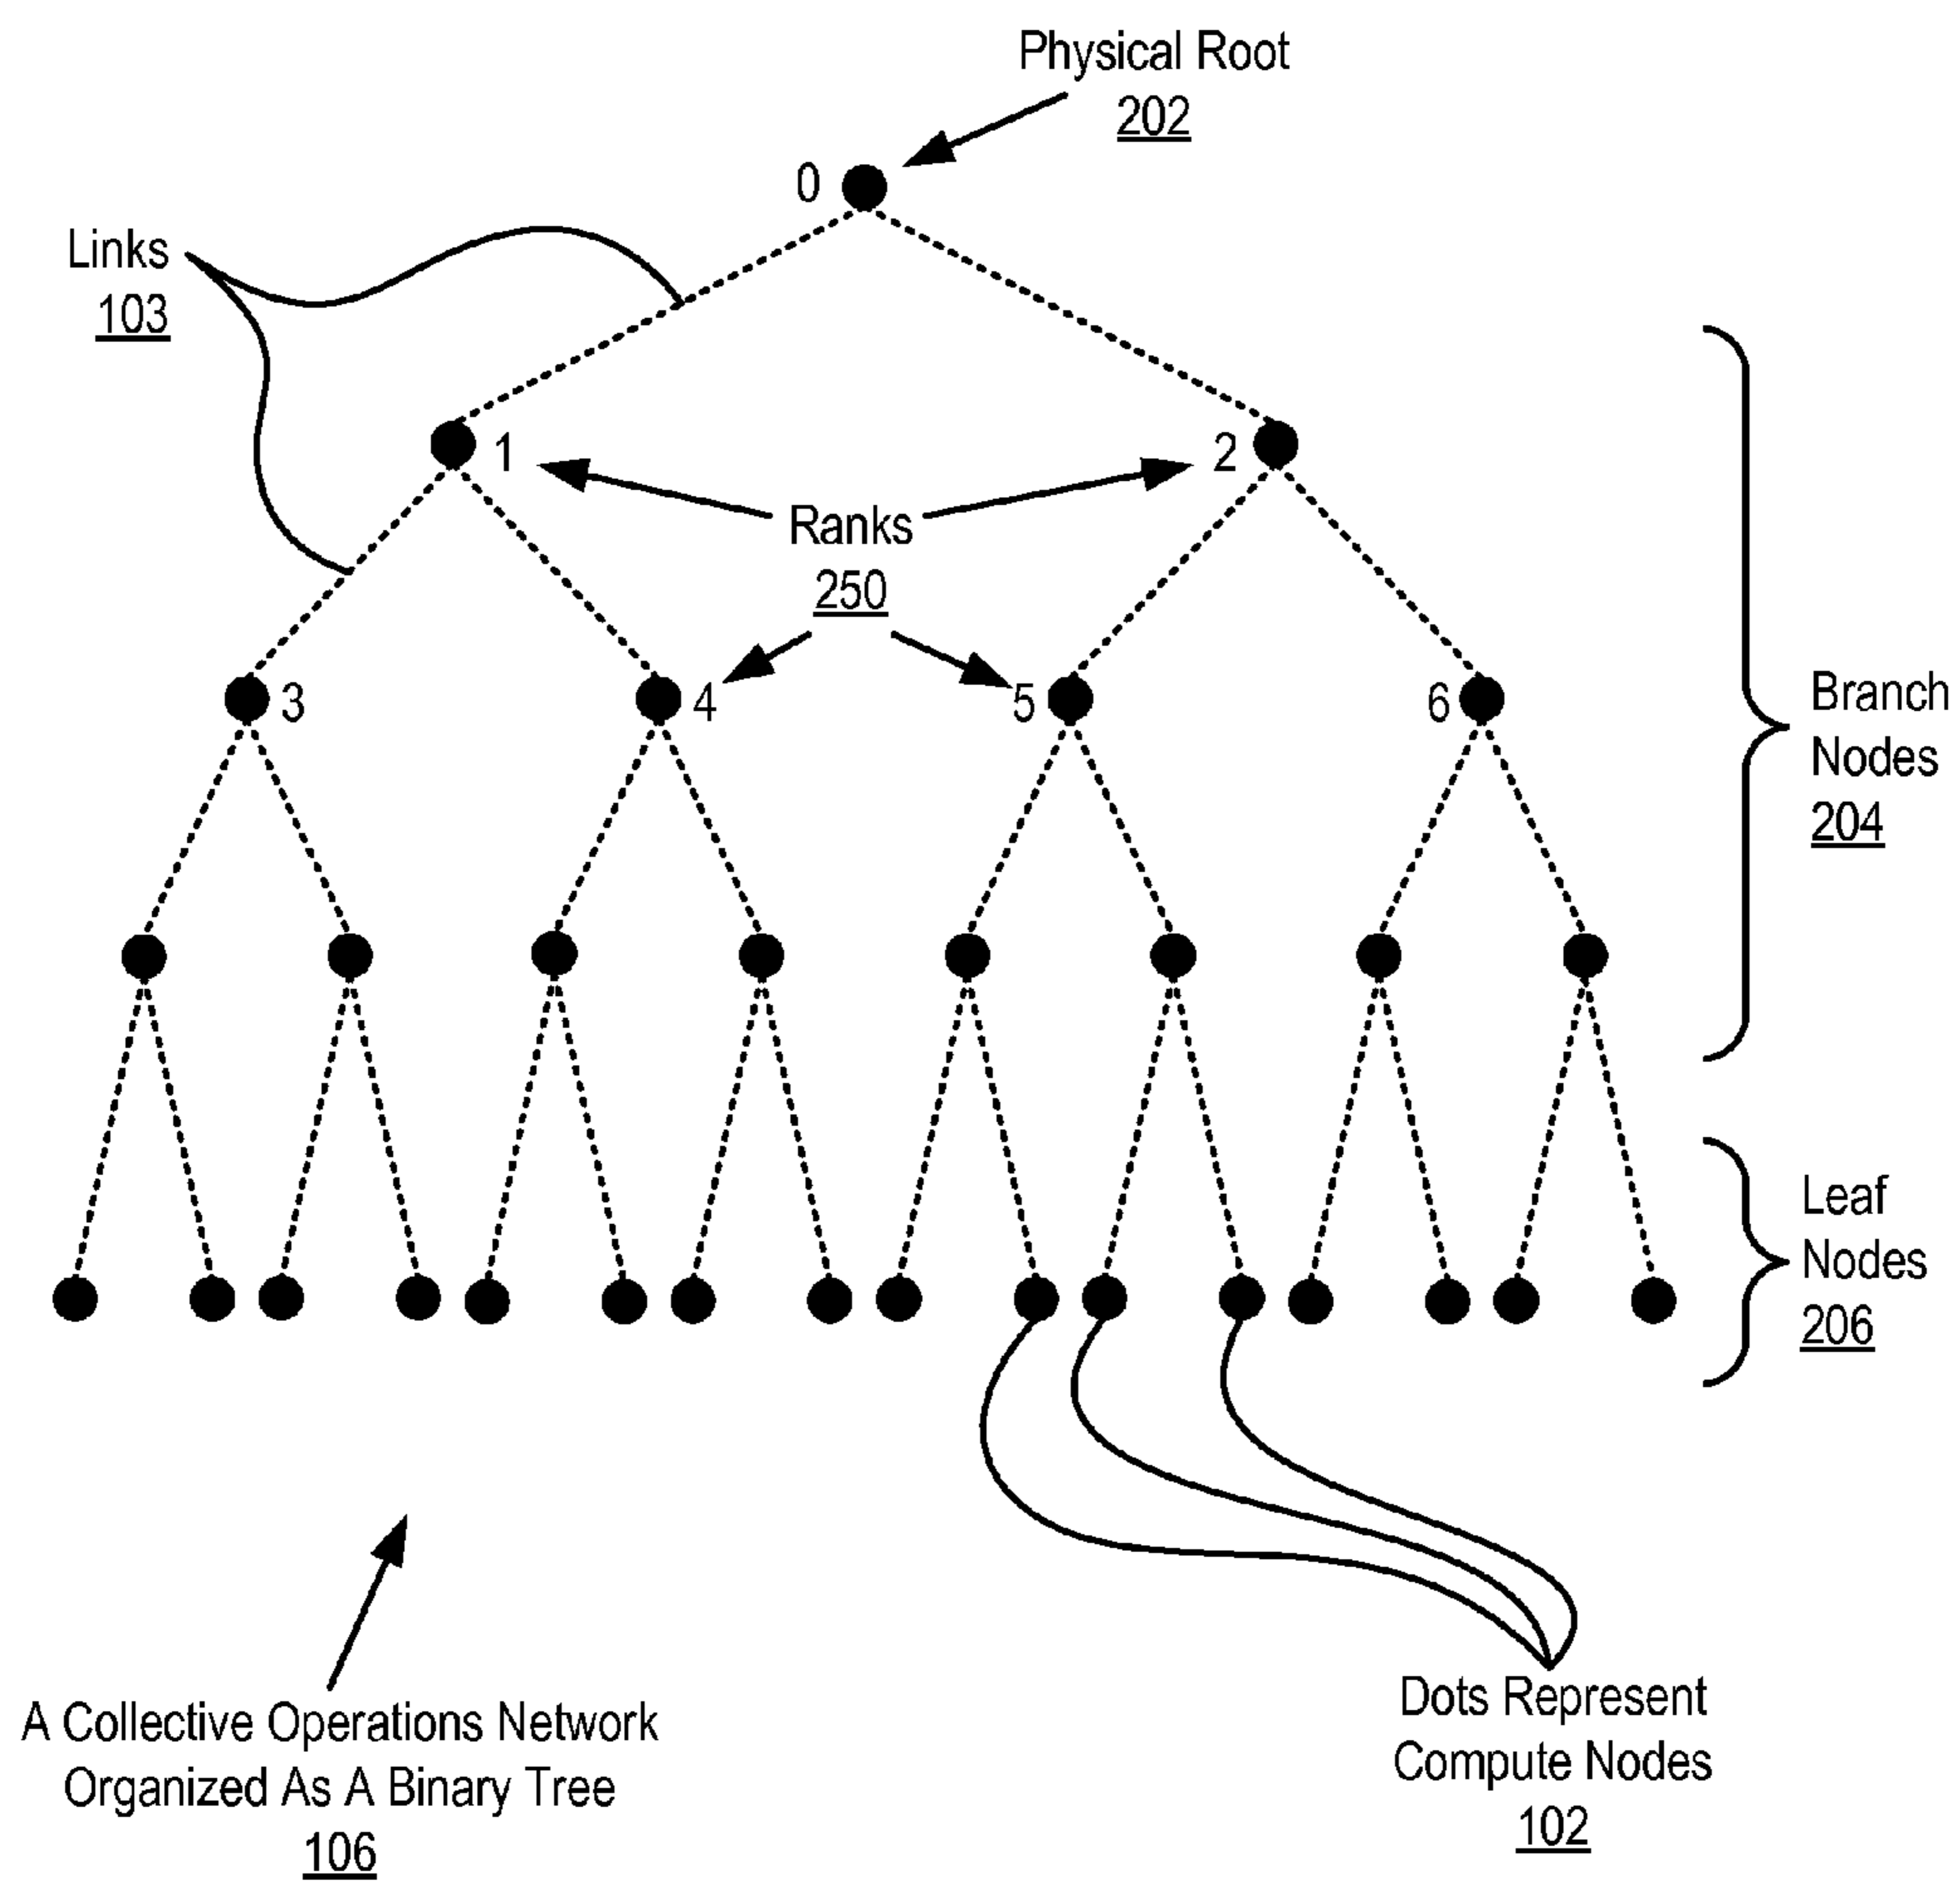 Physical Root
202
0
Links
103
1
2
Ranks
250
3
4
5
6
Branch
Nodes
204
Leaf
Nodes
206
A Collective Operations Network
Organized As A Binary Tree
106
Dots Represent
Compute Nodes
102